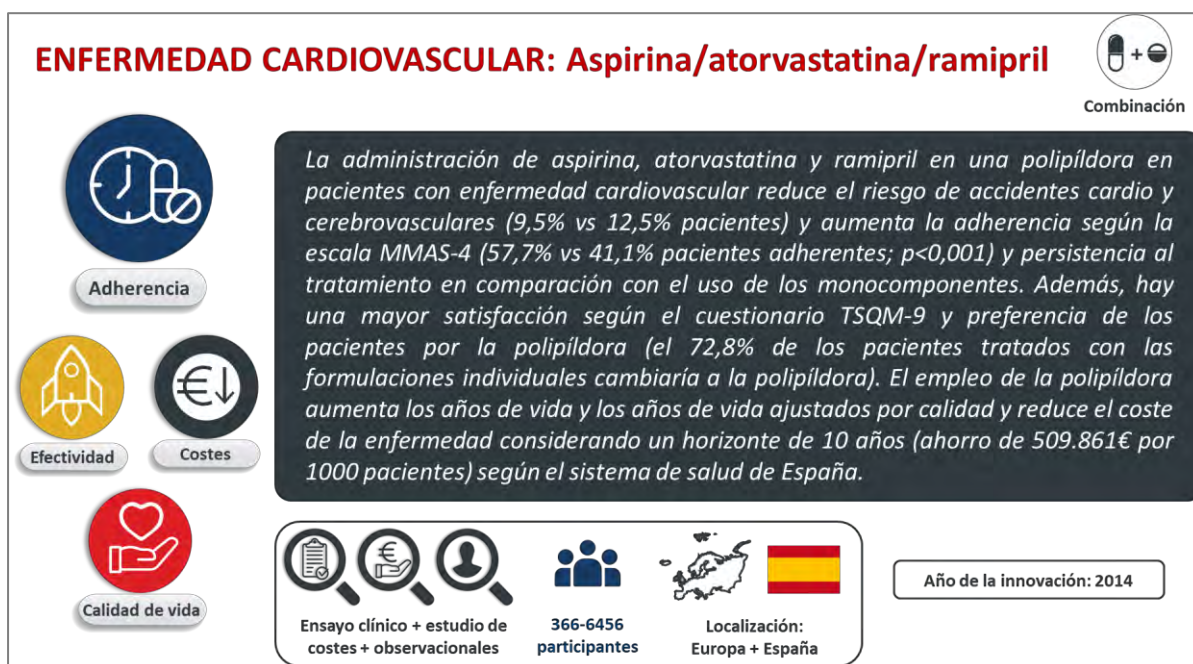 ENFERMEDAD CARDIOVASCULAR: Aspirina/atorvastatina/ramipril
+
Combinación
Adherencia
Efectividad
€
Costes
Calidad de vida
La administración de aspirina, atorvastatina y ramipril en una polipíldora en
pacientes con enfermedad cardiovascular reduce el riesgo de accidentes cardio y
cerebrovasculares (9,5% vs 12,5% pacientes) y aumenta la adherencia según la
escala MMAS-4 (57,7% vs 41,1% pacientes adherentes; p<0,001) y persistencia al
tratamiento en comparación con el uso de los monocomponentes. Además, hay
una mayor satisfacción según el cuestionario TSQM-9 y preferencia de los
pacientes por la polipíldora (el 72,8% de los pacientes tratados con las
formulaciones individuales cambiaría a la polipíldora). El empleo de la polipíldora
aumenta los años de vida y los años de vida ajustados por calidad y reduce el coste
de la enfermedad considerando un horizonte de 10 años (ahorro de 509.861€ por
1000 pacientes) según el sistema de salud de España.
€
Ensayo clínico + estudio de
costes + observacionales
366-6456
participantes
Localización:
Europa + España
Año de la innovación: 2014